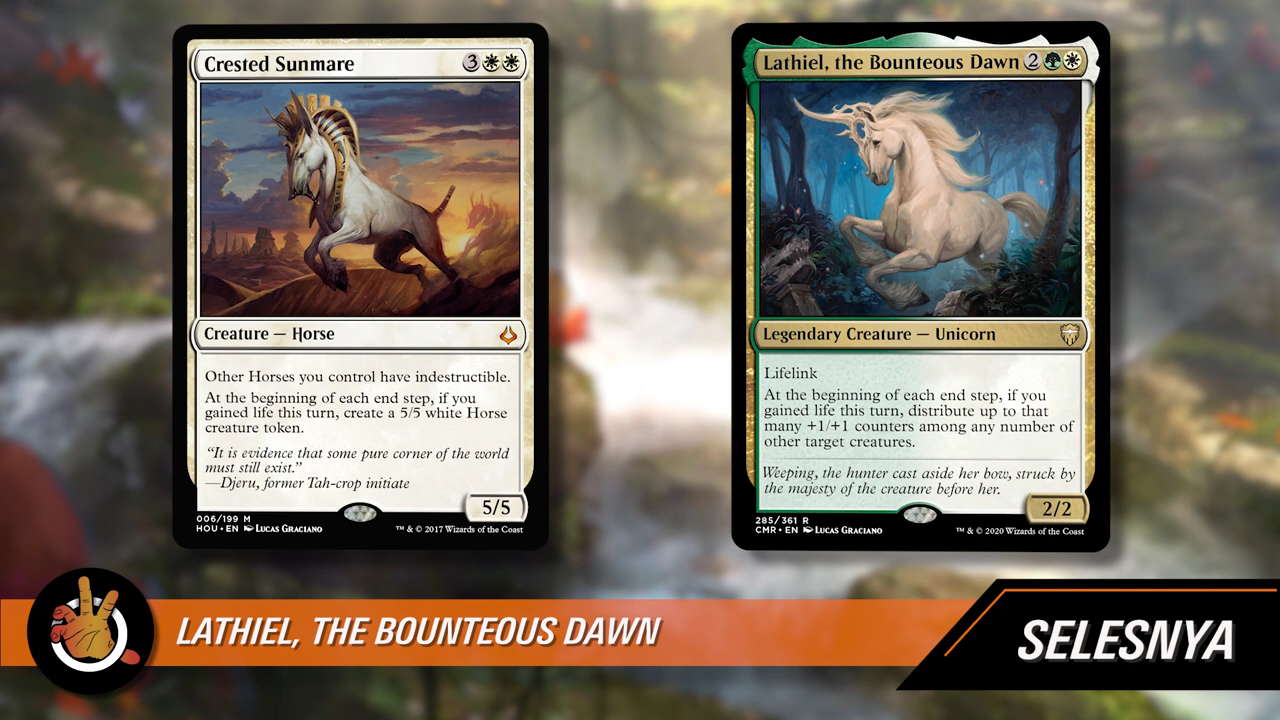 Crested Sunmare 3
Creature — Horse
Other Horses you control have indestructible.
At the beginning of each end step, if you
gained life this turn, create a 5/5 white Horse
creature token.
“It is evidence that some pure corner of the world
must still exist.”
—Djeru, former Tah-crop initiate
5/5
006/199 M
HOU • EN LUCAS GRACIANO
™ & © 2017 Wizards of the Coast
Lathiel, the Bounteous Dawn 2
Legendary Creature — Unicorn
Lifelink
At the beginning of each end step, if you
gained life this turn, distribute up to that
many +1/+1 counters among any number of
other target creatures.
Weeping, the hunter cast aside her bow, struck by
the majesty of the creature before her.
2/2
285/361 R
CMR • EN LUCAS GRACIANO
™ & © 2020 Wizards of the Coast
LATHIEL, THE BOUNTEOUS DAWN
SELESNYA